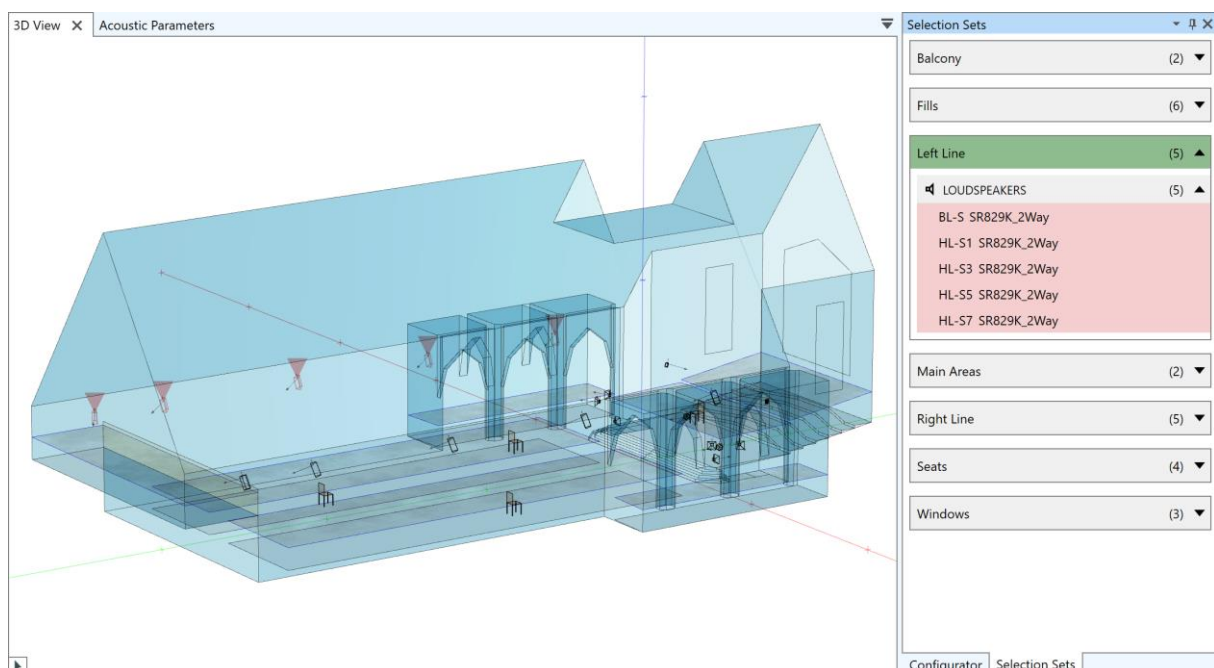 3D View
Acoustic Parameters
Selection Sets
Balcony (2)
Fills (6)
Left Line (5)
LOUDSPEAKERS (5)
BL-S SR829K_2Way
HL-S1 SR829K_2Way
HL-S3 SR829K_2Way
HL-S5 SR829K_2Way
HL-S7 SR829K_2Way
Main Areas (2)
Right Line (5)
Seats (4)
Windows (3)
Configurator
Selection Sets